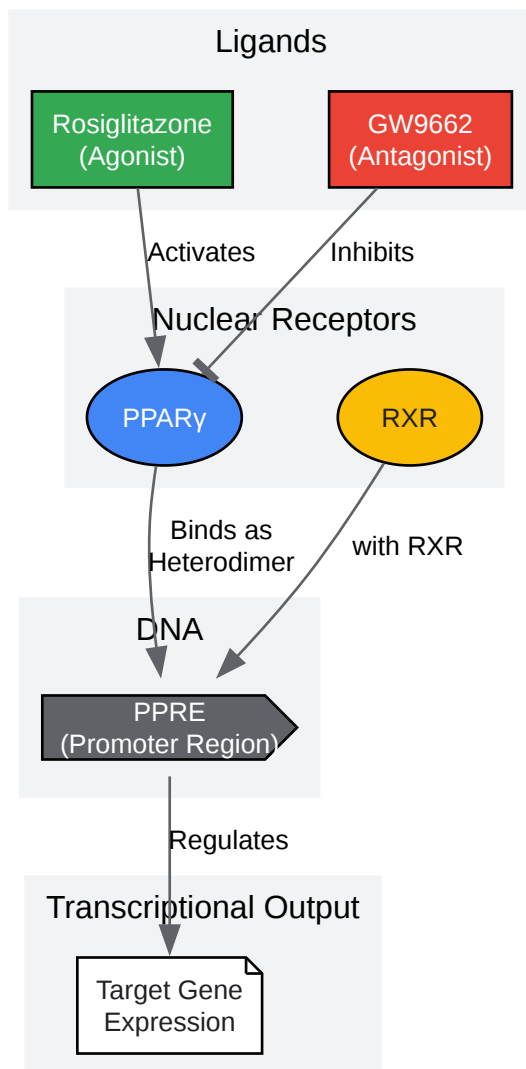 Ligands
Rosiglitazone
(Agonist)
GW9662
(Antagonist)
Activates
Inhibits
Nuclear Receptors
PPARγ
RXR
Binds as
Heterodimer
with RXR
DNA
PPRE
(Promoter Region)
Regulates
Transcriptional Output
Target Gene
Expression